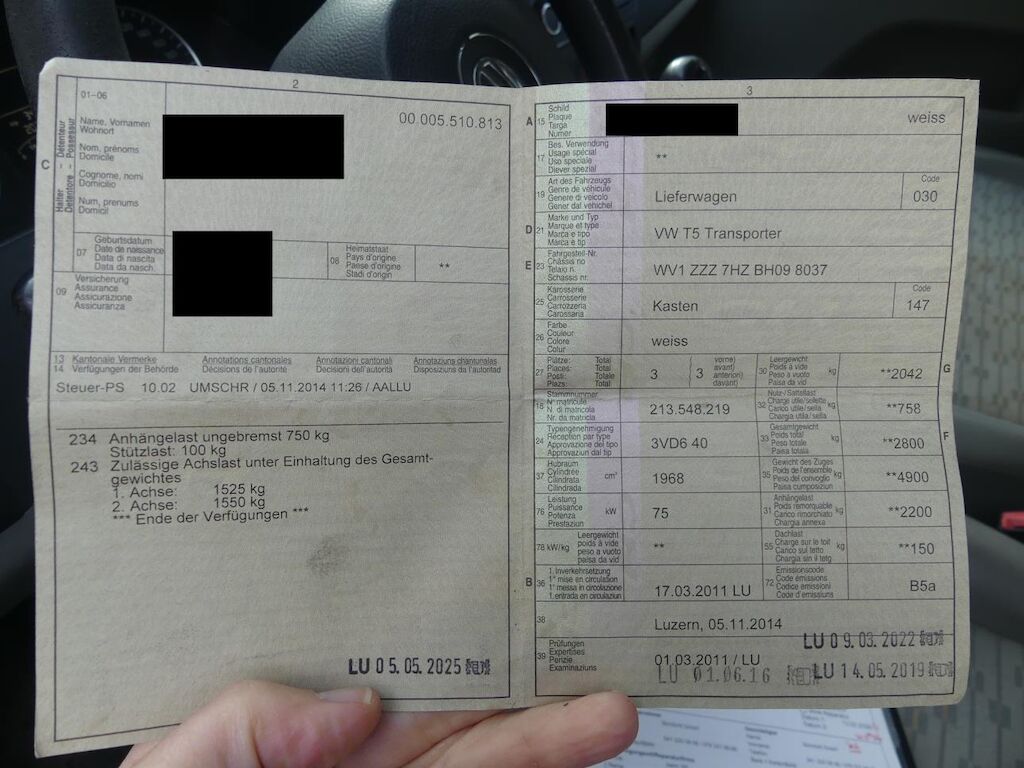 2
01-06
C
Halter - Détenteur
Detentore - Possessur
Name, Vornamen
Wohnort
Nom, prénoms
Domicile
Cognome, nomi
Domicilio
Num, prenums
Domicil
00.005.510.813
07
Geburtsdatum
Date de naissance
Data di nascita
Data da nasch.
08
Heimatstaat
Pays d'origine
Paese d'origine
Stadi d'origin
**
09
Versicherung
Assurance
Assicurazione
Assicuranza
13 Kantonale Vermerke Annotations cantonales Annotazioni cantonali Annotaziuns chantunalas
14 Verfügungen der Behörde Décisions de l'autorité Decisioni dell'autorità Disposiziuns da l'autoritad
Steuer-PS 10.02 UMSCHR / 05.11.2014 11:26 / AALLU
234 Anhängelast ungebremst 750 kg
Stützlast: 100 kg
243 Zulässige Achslast unter Einhaltung des Gesamt-
gewichtes
1. Achse: 1525 kg
2. Achse: 1550 kg
*** Ende der Verfügungen ***
LU 05.05.2025
3
A 15
Schild
Plaque
Targa
Numer
weiss
17
Bes. Verwendung
Usage spécial
Uso speciale
Diever spezial
**
19
Art des Fahrzeugs
Genre de véhicule
Genere di veicolo
Gener dal vehichel
Lieferwagen
Code
030
D 21
Marke und Typ
Marque et type
Marca e tipo
Marca e tip
VW T5 Transporter
E 23
Fahrgestell-Nr.
Châssis no
Telaio n.
Schassis nr.
WV1 ZZZ 7HZ BH09 8037
25
Karosserie
Carrosserie
Carrozzeria
Carossaria
Kasten
Code
147
26
Farbe
Couleur
Colore
Colur
weiss
27
Plätze: Total
Places: Total
Posti: Totale
Plazs: Total
3
( 3
vorne)
avant)
anteriori)
davant)
30
Leergewicht
Poids à vide
Peso a vuoto
Paisa da vid
kg
**2042
G
18
Stammnummer
N° matricule
N. di matricola
Nr. da matricla
213.548.219
32
Nutz-/Sattellast
Charge utile/sellette
Carico utile/sella
Chargia utila/sella
kg
**758
24
Typengenehmigung
Réception par type
Approvazione del tipo
Approvaziun dal tip
3VD6 40
33
Gesamtgewicht
Poids total
Peso totale
Paisa totala
kg
**2800
F
37
Hubraum
Cylindrée
Cilindrata
Cilindrada
cm³
1968
35
Gewicht des Zuges
Poids de l'ensemble
Peso del convoglio
Paisa cumposiziun
kg
**4900
76
Leistung
Puissance
Potenza
Prestaziun
kW
75
31
Anhängelast
Poids remorquable
Carico rimorchiato
Chargia annexa
kg
**2200
78 kW/kg
Leergewicht
poids à vide
peso a vuoto
paisa da vid
**
55
Dachlast
Charge sur le toit
Carico sul tetto
Chargia sin il tetg
kg
**150
B 36
1. Inverkehrsetzung
1re mise en circulation
1a messa in circolazione
1. entrada en circulaziun
17.03.2011 LU
72
Emissionscode
Code émissions
Codice emissioni
Code d'emissiuns
B5a
38
Luzern, 05.11.2014
39
Prüfungen
Expertises
Perizie
Examinaziuns
01.03.2011 / LU
LU 09.03.2022
LU 01.06.16
LU 14.05.2019